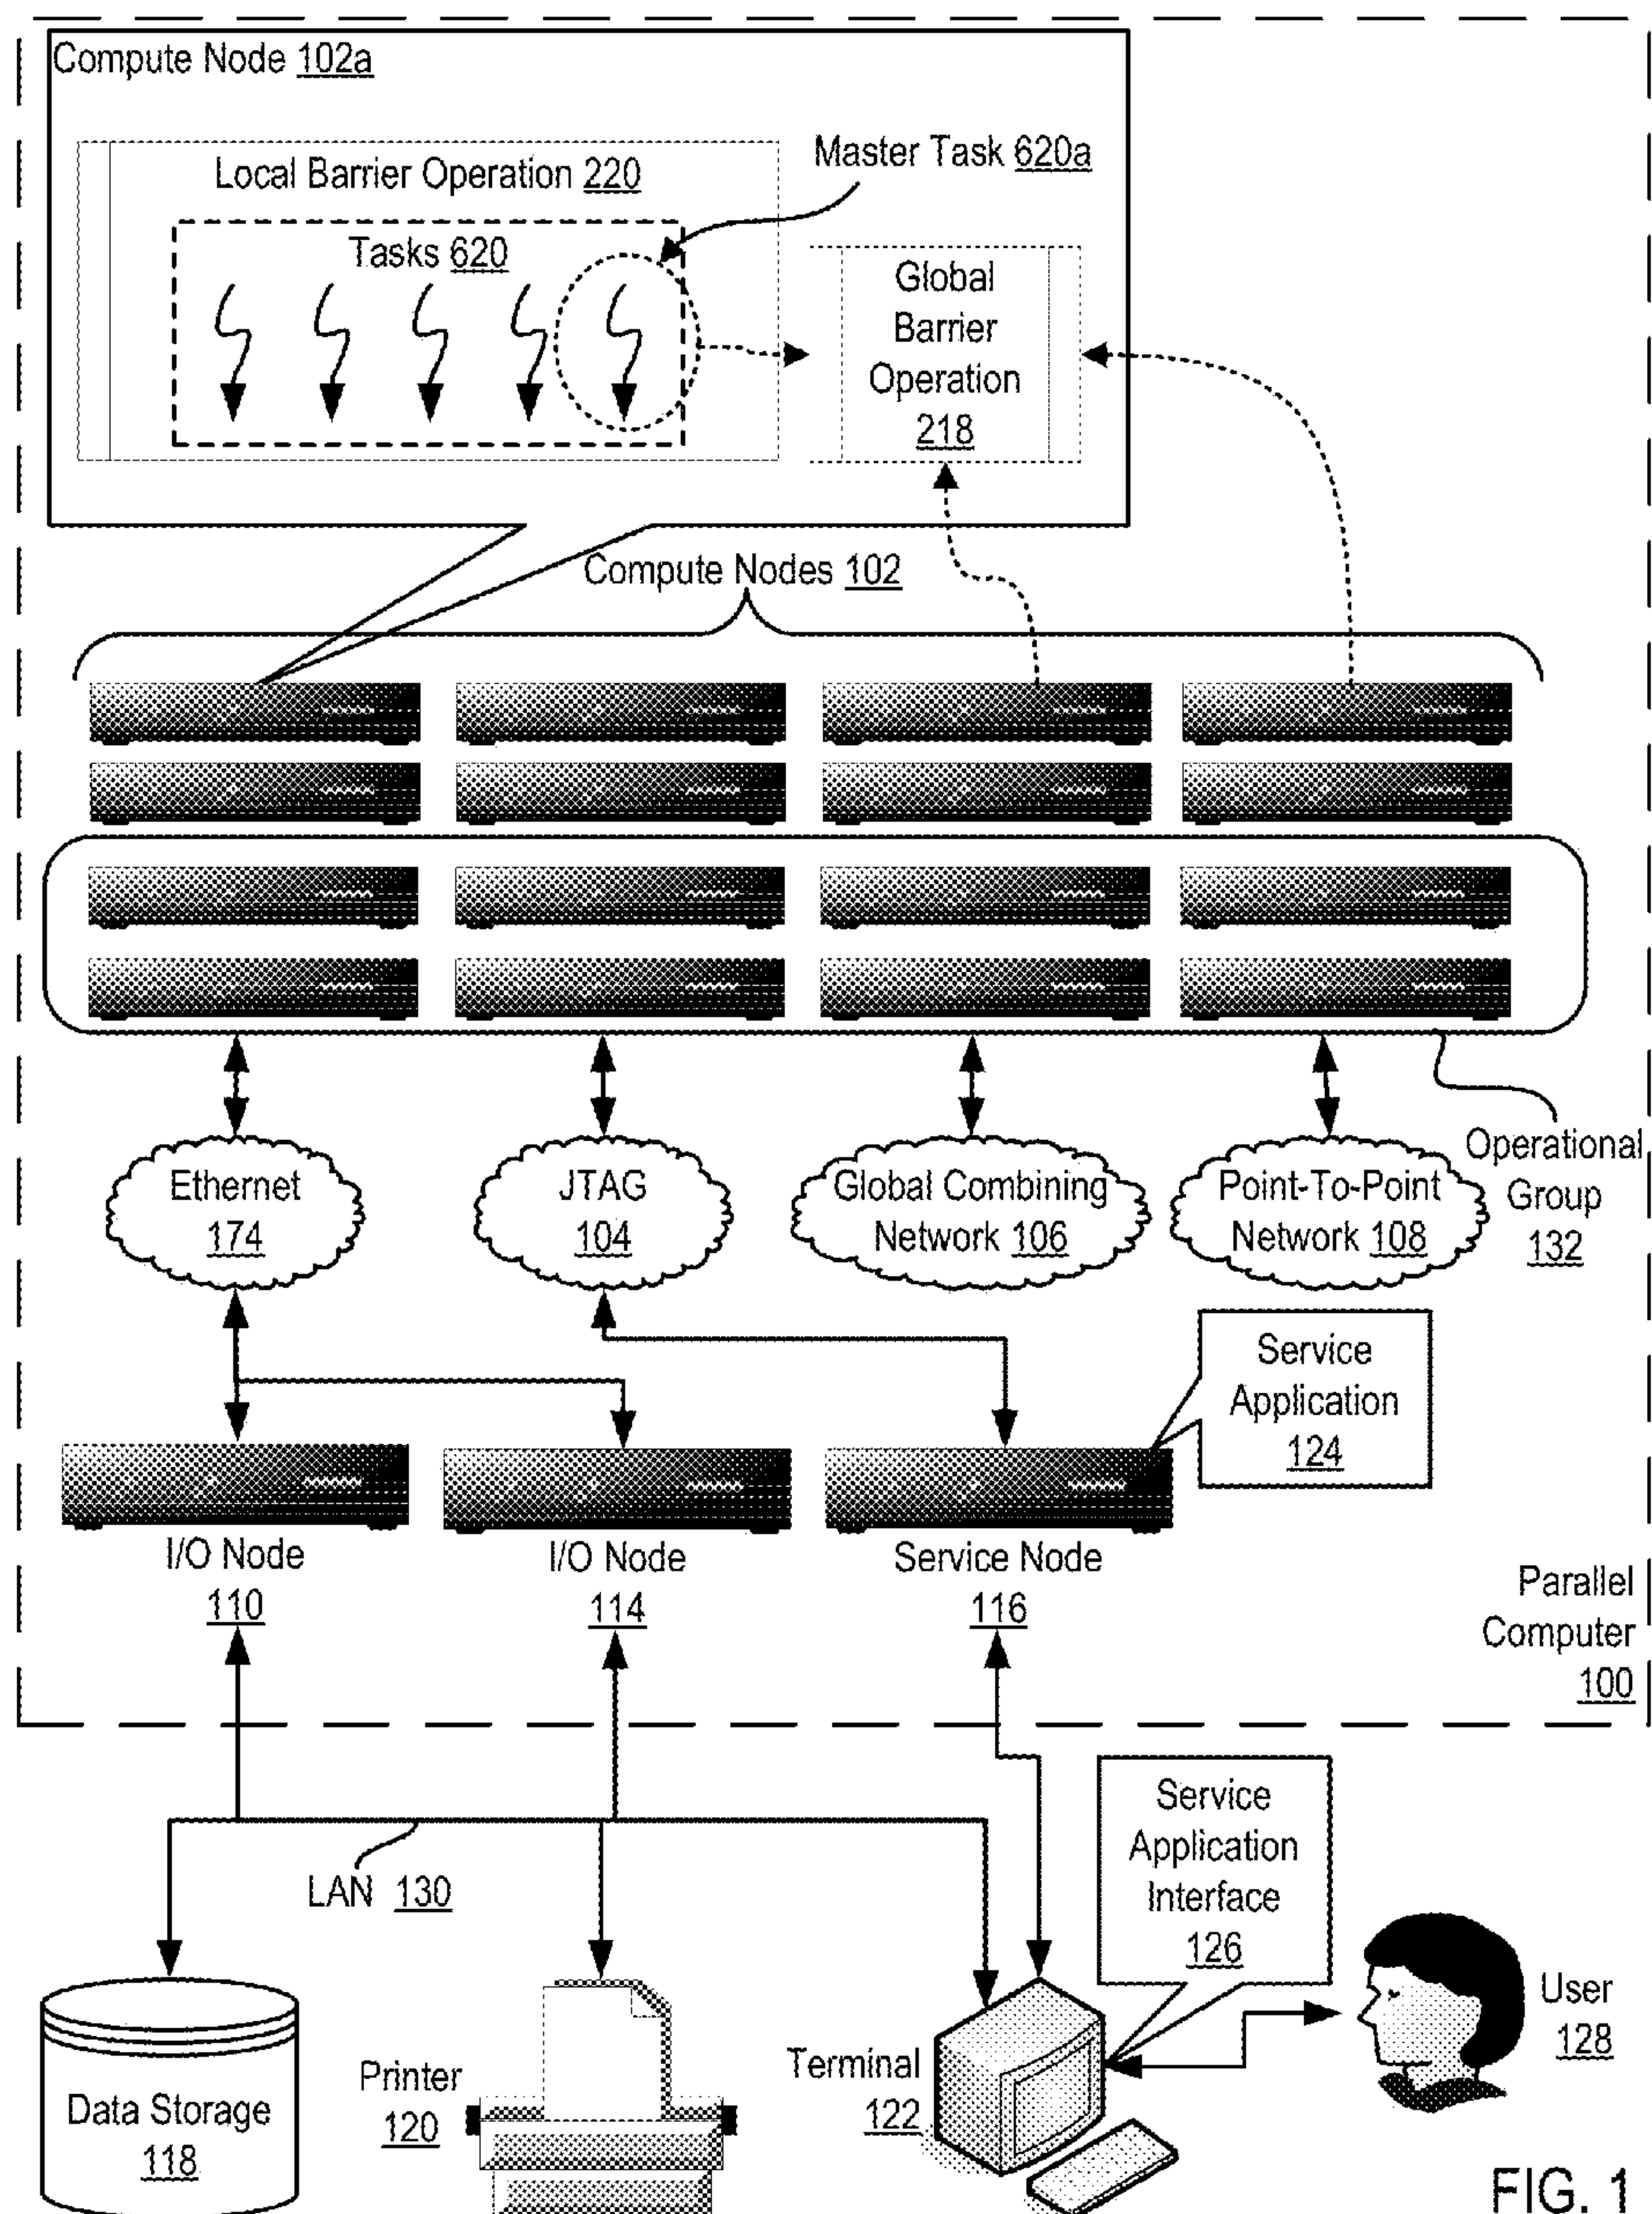 Compute Node 102a
Master Task 620a
Local Barrier Operation 220
Tasks 620
Global
Barrier
Operation
218
Compute Nodes 102
Ethernet
174
JTAG
104
Global Combining
Network 106
Point-To-Point
Network 108
Operational
Group
132
Service
Application
124
I/O Node
110
I/O Node
114
Service Node
116
Parallel
Computer
100
LAN 130
Service
Application
Interface
126
Data Storage
118
Printer
120
Terminal
122
User
128
FIG. 1